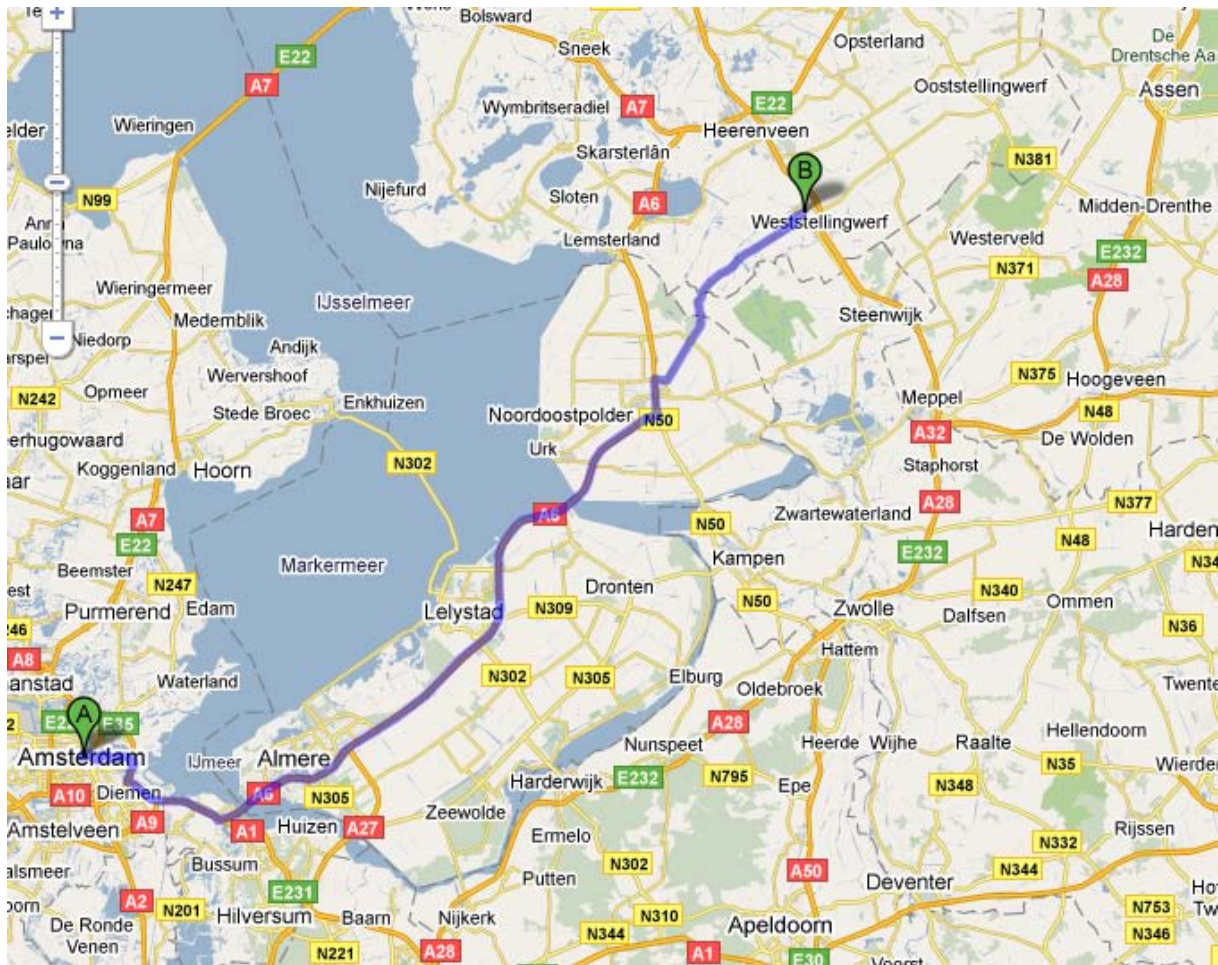 +
Bolsward
Opsterland
De
Drentsche Aa
Sneek
E22
A7
Ooststellingwerf
Assen
Wymbritseradiel
A7
E22
Wieringen
Heerenveen
Skarsterlân
N381
N99
Nijefurd
Sloten
A6
B
Midden-Drenthe
Paulowna
Weststellingwerf
Lemsterland
Westerveld
E232
N371
A28
Wieringermeer
IJsselmeer
Medemblik
Steenwijk
−
Niedorp
Andijk
Wervershoof
N375
Hoogeveen
Opmeer
N242
Enkhuizen
Meppel
Stede Broec
Noordoostpolder
N50
N48
A32
De Wolden
Urk
Koggenland
Hoorn
N302
Staphorst
A7
A6
A28
N377
Zwartewaterland
N50
Harden
E22
E232
N48
Markermeer
Kampen
Beemster
N247
Dronten
N340
Purmerend
Edam
Lelystad
N309
N50
Zwolle
Ommen
Dalfsen
N36
A8
Hattem
Waterland
N302
N305
Elburg
Oldebroek
Twente
A
E35
A28
Hellendoorn
Amsterdam
IJmeer
Almere
Nunspeet
Heerde
Wijhe
Raalte
N35
Wierden
Harderwijk
E232
N795
A10
Diemen
A6
N305
Epe
N348
Amstelveen
A9
A1
Huizen
A27
Zeewolde
Ermelo
Rijssen
N332
Bussum
N302
N344
A50
Putten
Deventer
E231
A2
N201
Hilversum
Baarn
Nijkerk
N310
Apeldoorn
N753
De Ronde
Venen
N221
A28
N344
A1
E30
N346
Voorst